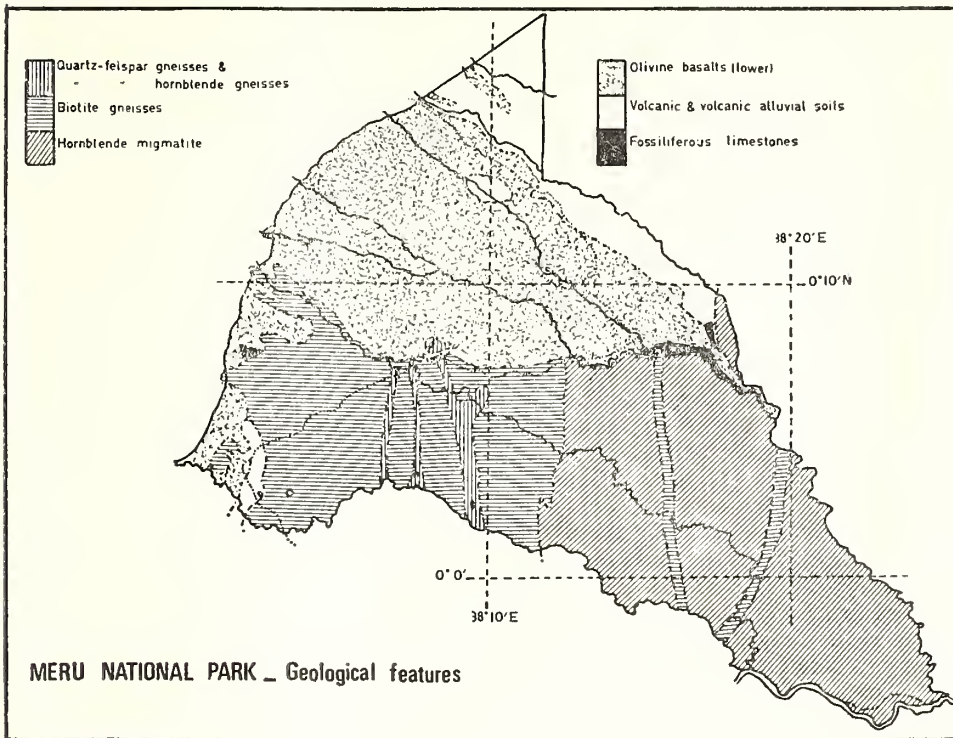 Quartz-felspar gneisses &
" " hornblende gneisses
Biotite gneisses
Hornblende migmatite
Olivine basalts (lower)
Volcanic & volcanic alluvial soils
Fossiliferous limestones
38°20'E
0°10'N
0°0'
38°10'E
MERU NATIONAL PARK _ Geological features